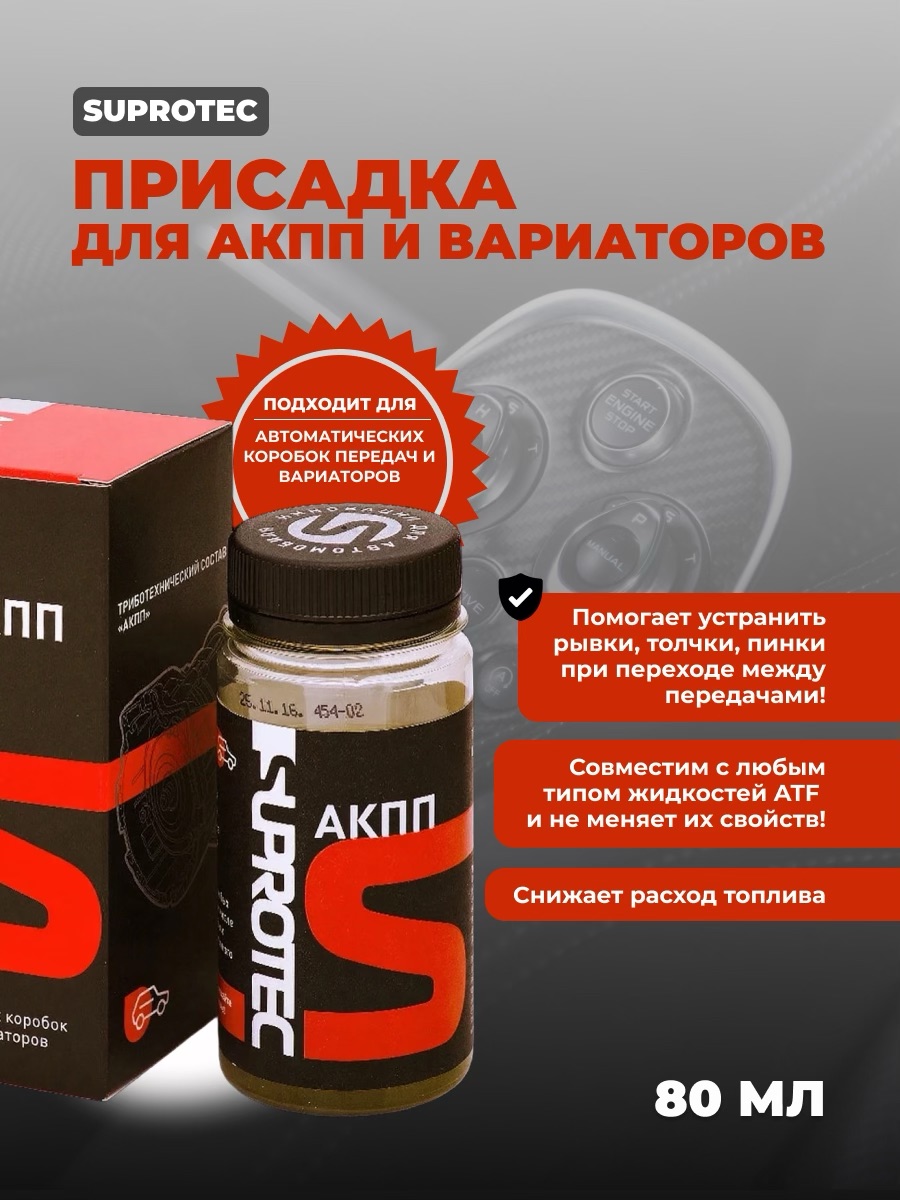 SUPROTEC
ПРИСАДКА
ДЛЯ АКПП И ВАРИАТОРОВ
ПОДХОДИТ ДЛЯ
АВТОМАТИЧЕСКИХ
КОРОБОК ПЕРЕДАЧ И
ВАРИАТОРОВ
START
ENGINE
STOP
MANUAL
ТРИБОТЕХНИЧЕСКИЙ СОСТАВ
«АКПП»
Помогает устранить
рывки, толчки, пинки
при переходе между
передачами!
25.11.16. 454-02
Совместим с любым
типом жидкостей ATF
и не меняет их свойств!
АКПП
SUPROTEC
Снижает расход топлива
коробок
80 МЛ